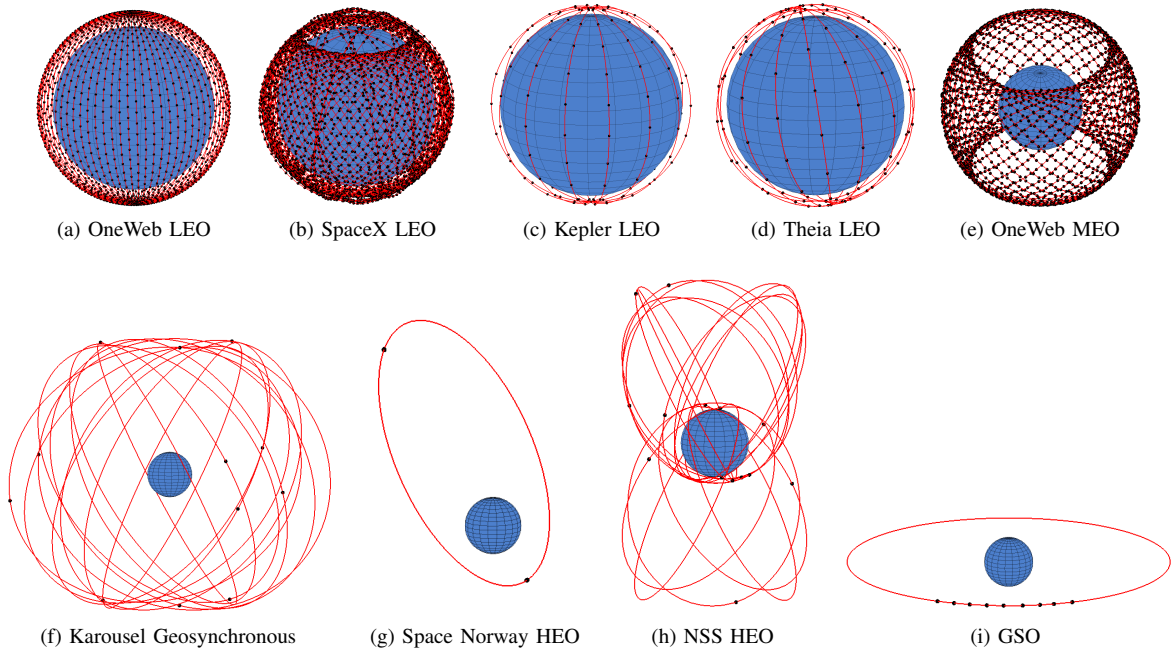 (a) OneWeb LEO
(b) SpaceX LEO
(c) Kepler LEO
(d) Theia LEO
(e) OneWeb MEO
(f) Karousel Geosynchronous
(g) Space Norway HEO
(h) NSS HEO
(i) GSO